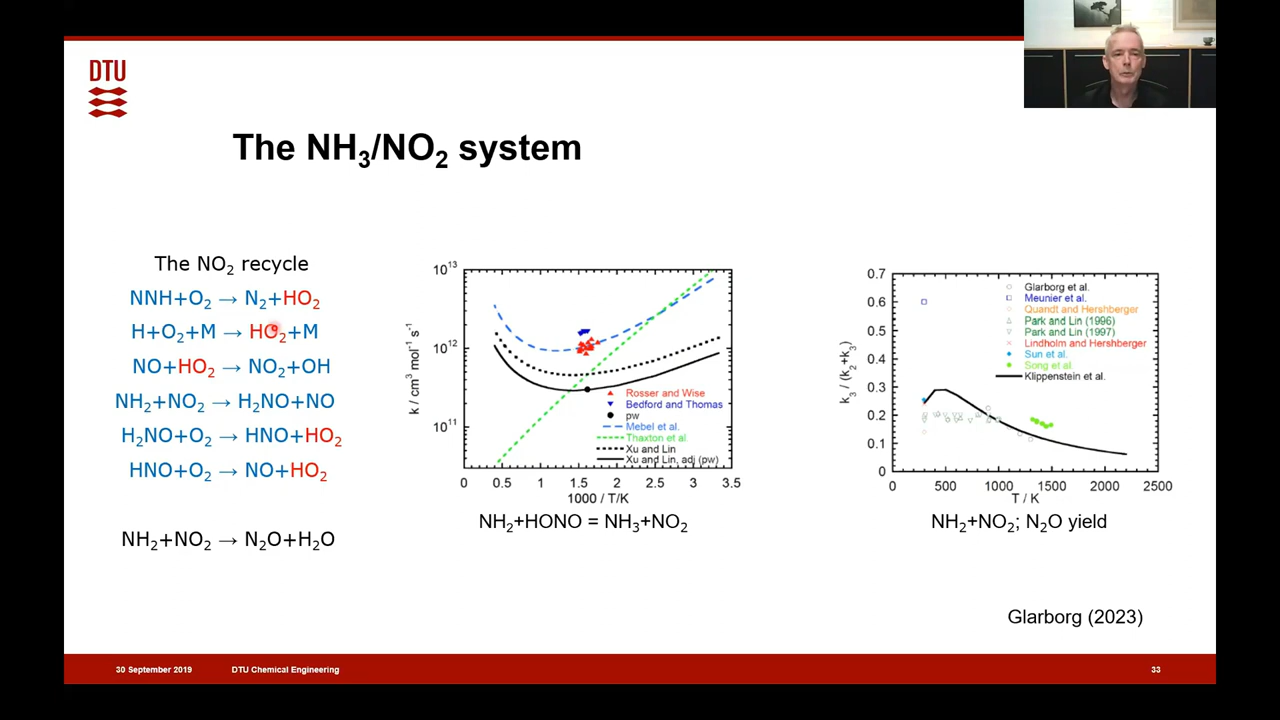 DTU
The NH₃/NO₂ system
The NO₂ recycle
NNH+O₂ → N₂+HO₂
H+O₂+M → HO₂+M
NO+HO₂ → NO₂+OH
NH₂+NO₂ → H₂NO+NO
H₂NO+O₂ → HNO+HO₂
HNO+O₂ → NO+HO₂
NH₂+NO₂ → N₂O+H₂O
10¹³
10¹²
10¹¹
k / cm³ mol⁻¹ s⁻¹
Rosser and Wise
Bedford and Thomas
pw
Mebel et al.
Thaxton et al.
Xu and Lin
Xu and Lin, adj (pw)
0 0.5 1 1.5 2 2.5 3 3.5
1000 / T/K
NH₂+HONO = NH₃+NO₂
0.7
0.6
0.5
0.4
0.3
0.2
0.1
0
k₃ / (k₂+k₃)
Glarborg et al.
Meunier et al.
Quandt and Hershberger
Park and Lin (1996)
Park and Lin (1997)
Lindholm and Hershberger
Sun et al.
Song et al.
Klippenstein et al.
0 500 1000 1500 2000 2500
T / K
NH₂+NO₂; N₂O yield
Glarborg (2023)
30 September 2019 DTU Chemical Engineering 33